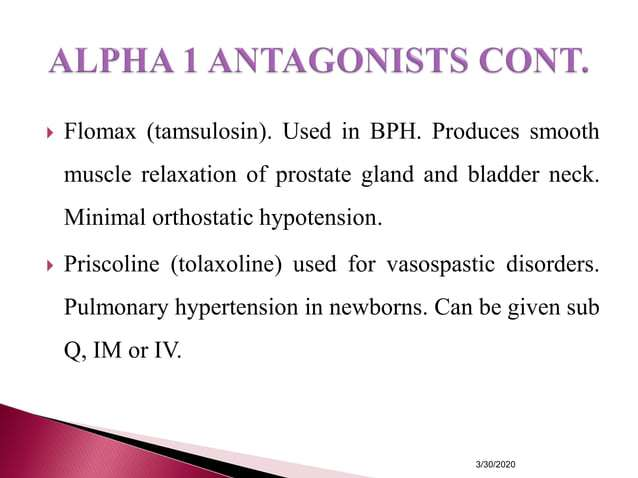 ALPHA 1 ANTAGONISTS CONT.
Flomax (tamsulosin). Used in BPH. Produces smooth
muscle relaxation of prostate gland and bladder neck.
Minimal orthostatic hypotension.
Priscoline (tolaxoline) used for vasospastic disorders.
Pulmonary hypertension in newborns. Can be given sub
Q, IM or IV.
3/30/2020